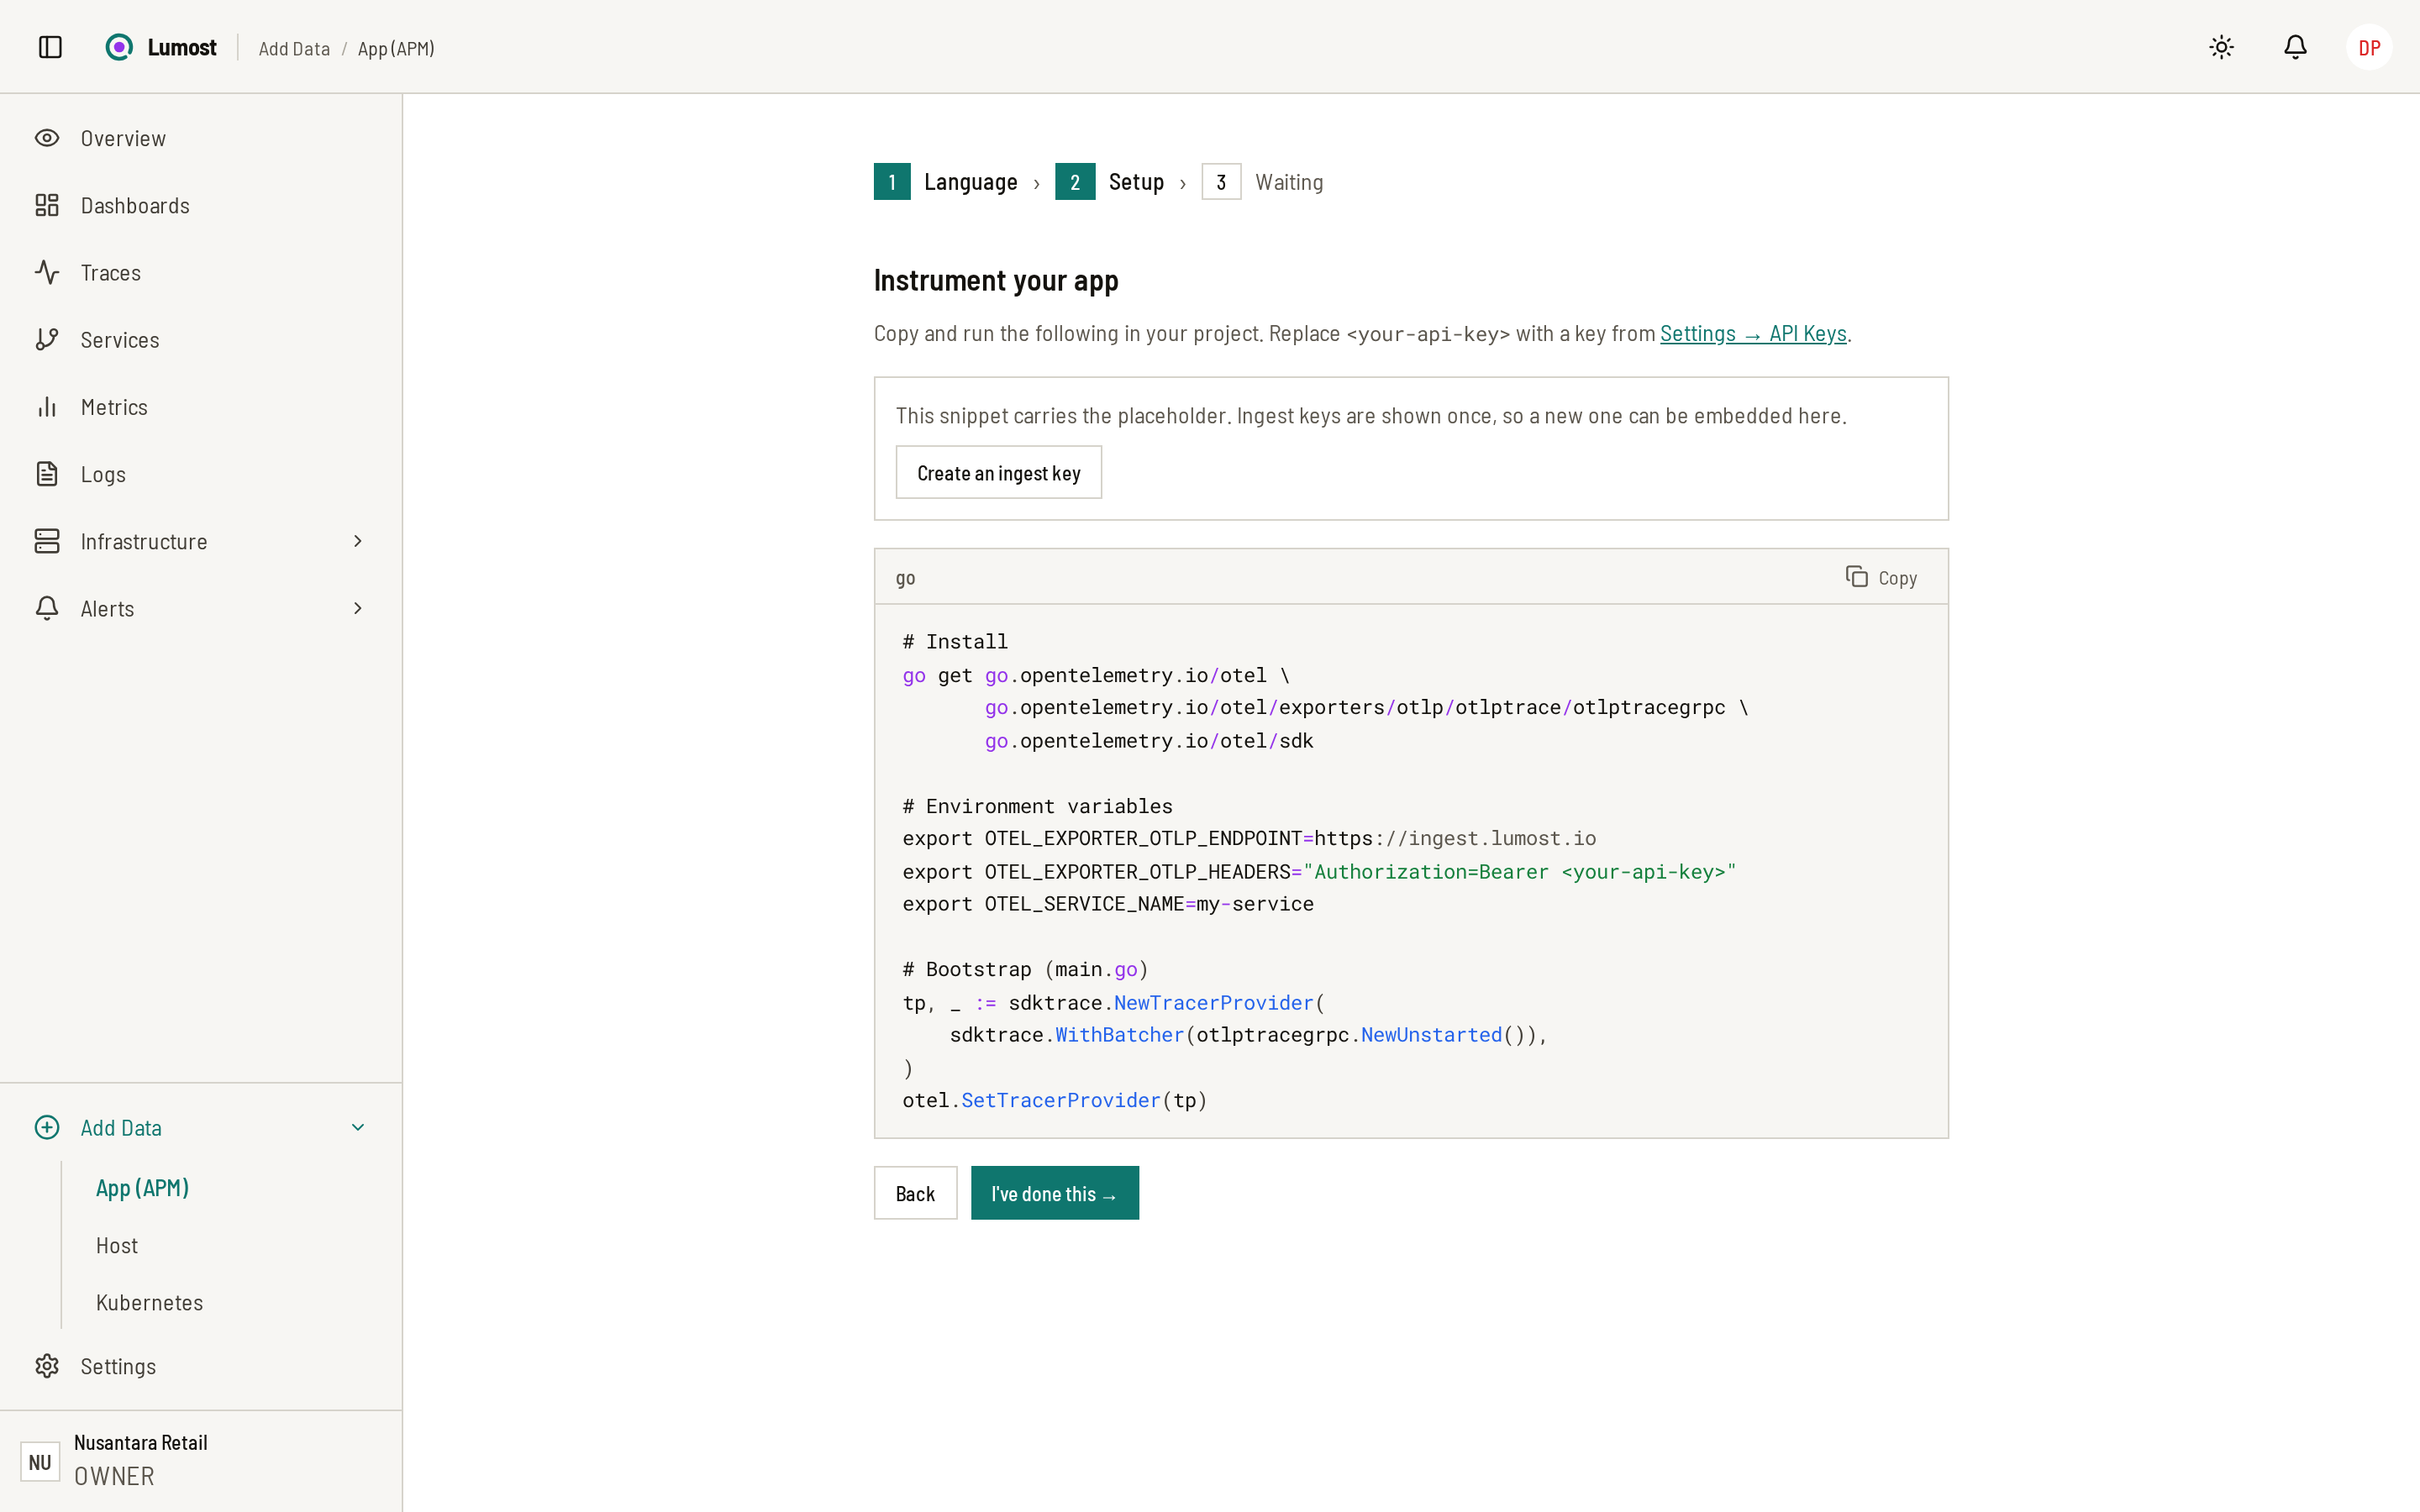 Lumost
Add Data / App (APM)
DP
Overview
Dashboards
Traces
Services
Metrics
Logs
Infrastructure
Alerts
Add Data
App (APM)
Host
Kubernetes
Settings
NU
Nusantara Retail
OWNER
1 Language › 2 Setup › 3 Waiting
Instrument your app
Copy and run the following in your project. Replace <your-api-key> with a key from Settings → API Keys.
This snippet carries the placeholder. Ingest keys are shown once, so a new one can be embedded here.
Create an ingest key
go
Copy
# Install
go get go.opentelemetry.io/otel \
       go.opentelemetry.io/otel/exporters/otlp/otlptrace/otlptracegrpc \
       go.opentelemetry.io/otel/sdk
# Environment variables
export OTEL_EXPORTER_OTLP_ENDPOINT=https://ingest.lumost.io
export OTEL_EXPORTER_OTLP_HEADERS="Authorization=Bearer <your-api-key>"
export OTEL_SERVICE_NAME=my-service
# Bootstrap (main.go)
tp, _ := sdktrace.NewTracerProvider(
    sdktrace.WithBatcher(otlptracegrpc.NewUnstarted()),
)
otel.SetTracerProvider(tp)
Back
I've done this →